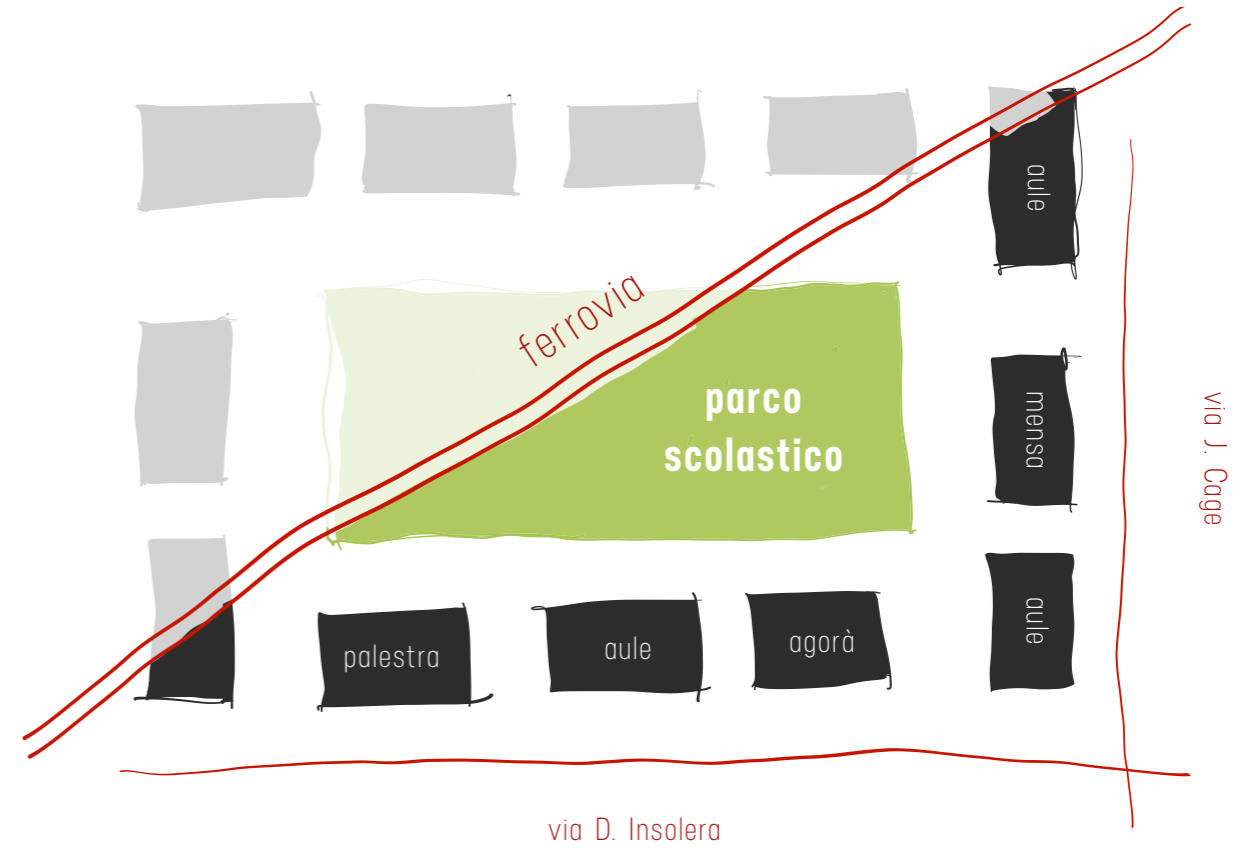 aule
ferrovia
parco
scolastico
mensa
via J. Cage
palestra
aule
agorà
aule
via D. Insolera